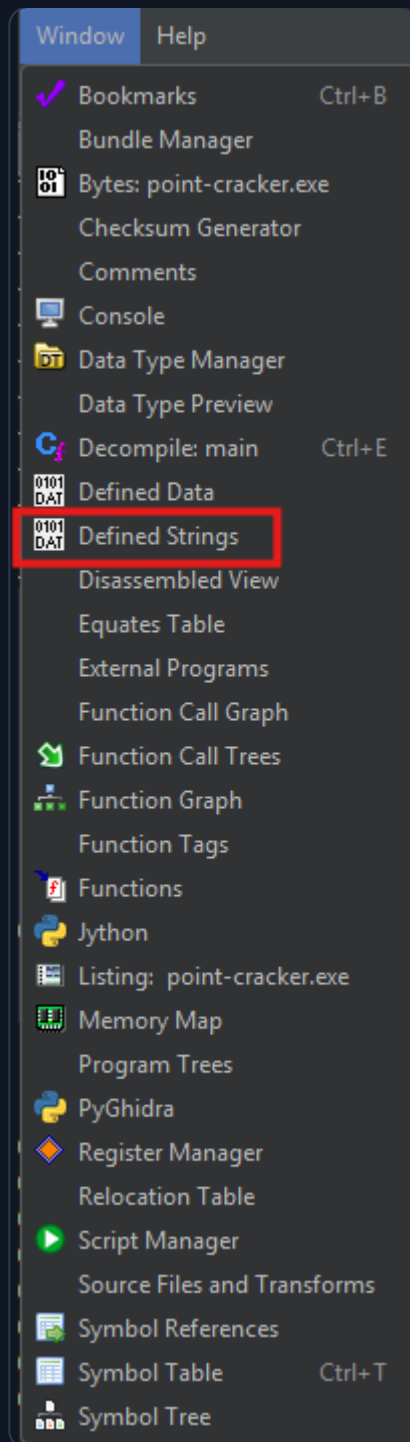 Window Help
Bookmarks Ctrl+B
Bundle Manager
Bytes: point-cracker.exe
Checksum Generator
Comments
Console
Data Type Manager
Data Type Preview
Decompile: main Ctrl+E
Defined Data
Defined Strings
Disassembled View
Equates Table
External Programs
Function Call Graph
Function Call Trees
Function Graph
Function Tags
Functions
Jython
Listing: point-cracker.exe
Memory Map
Program Trees
PyGhidra
Register Manager
Relocation Table
Script Manager
Source Files and Transforms
Symbol References
Symbol Table Ctrl+T
Symbol Tree